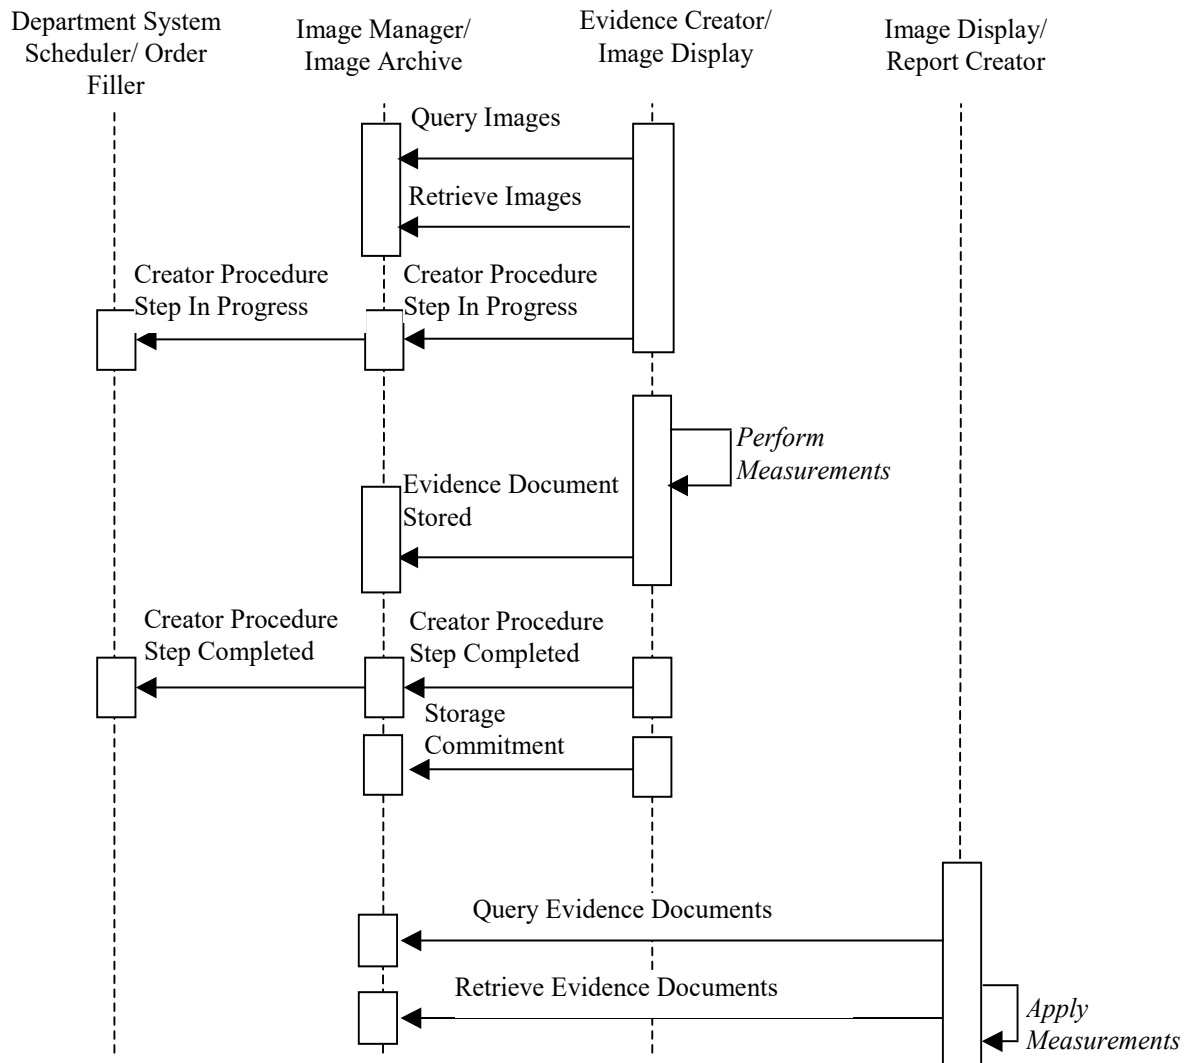 Department System
Scheduler/ Order
Filler
Image Manager/
Image Archive
Evidence Creator/
Image Display
Image Display/
Report Creator
Query Images
Retrieve Images
Creator Procedure
Step In Progress
Creator Procedure
Step In Progress
Perform
Measurements
Evidence Document
Stored
Creator Procedure
Step Completed
Creator Procedure
Step Completed
Storage
Commitment
Query Evidence Documents
Retrieve Evidence Documents
Apply
Measurements